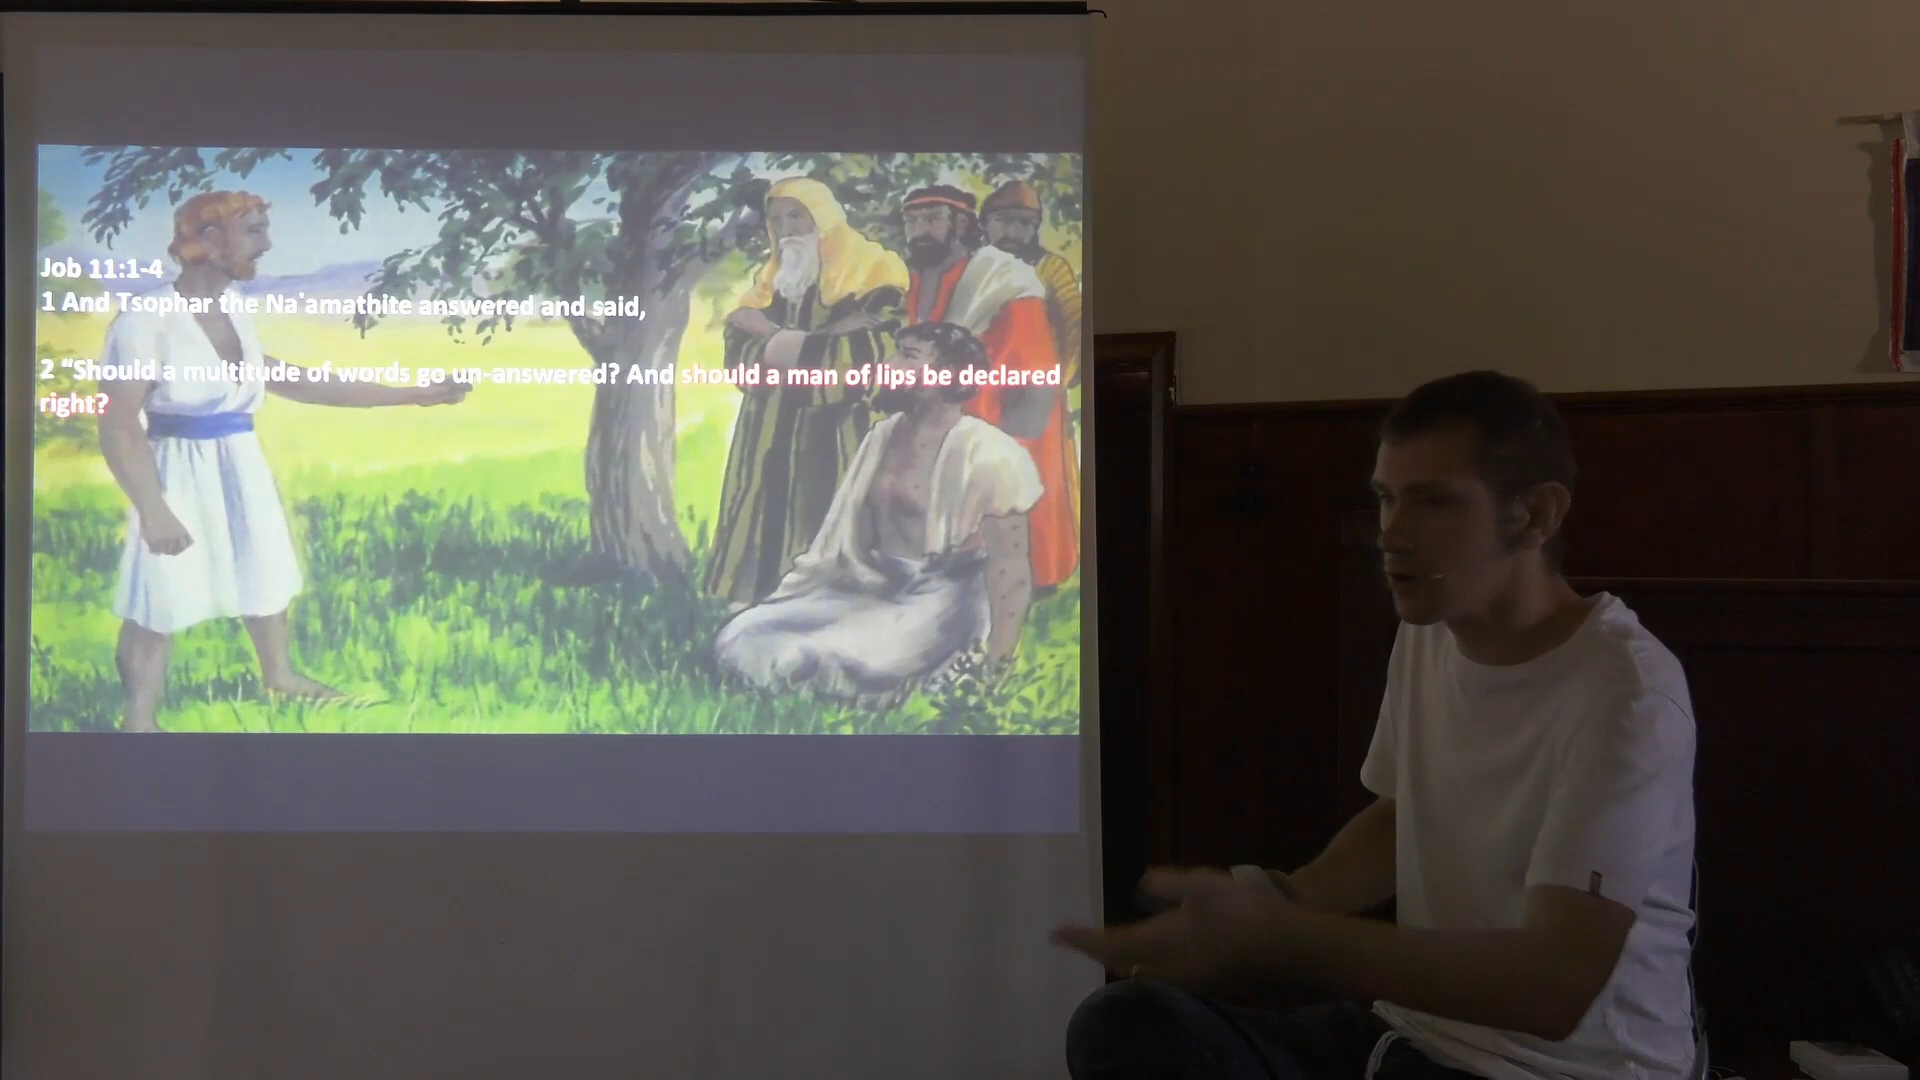 Job 11:1-4
1 And Tsophar the Na'amathite answered and said,
2 “Should a multitude of words go un-answered? And should a man of lips be declared
right?